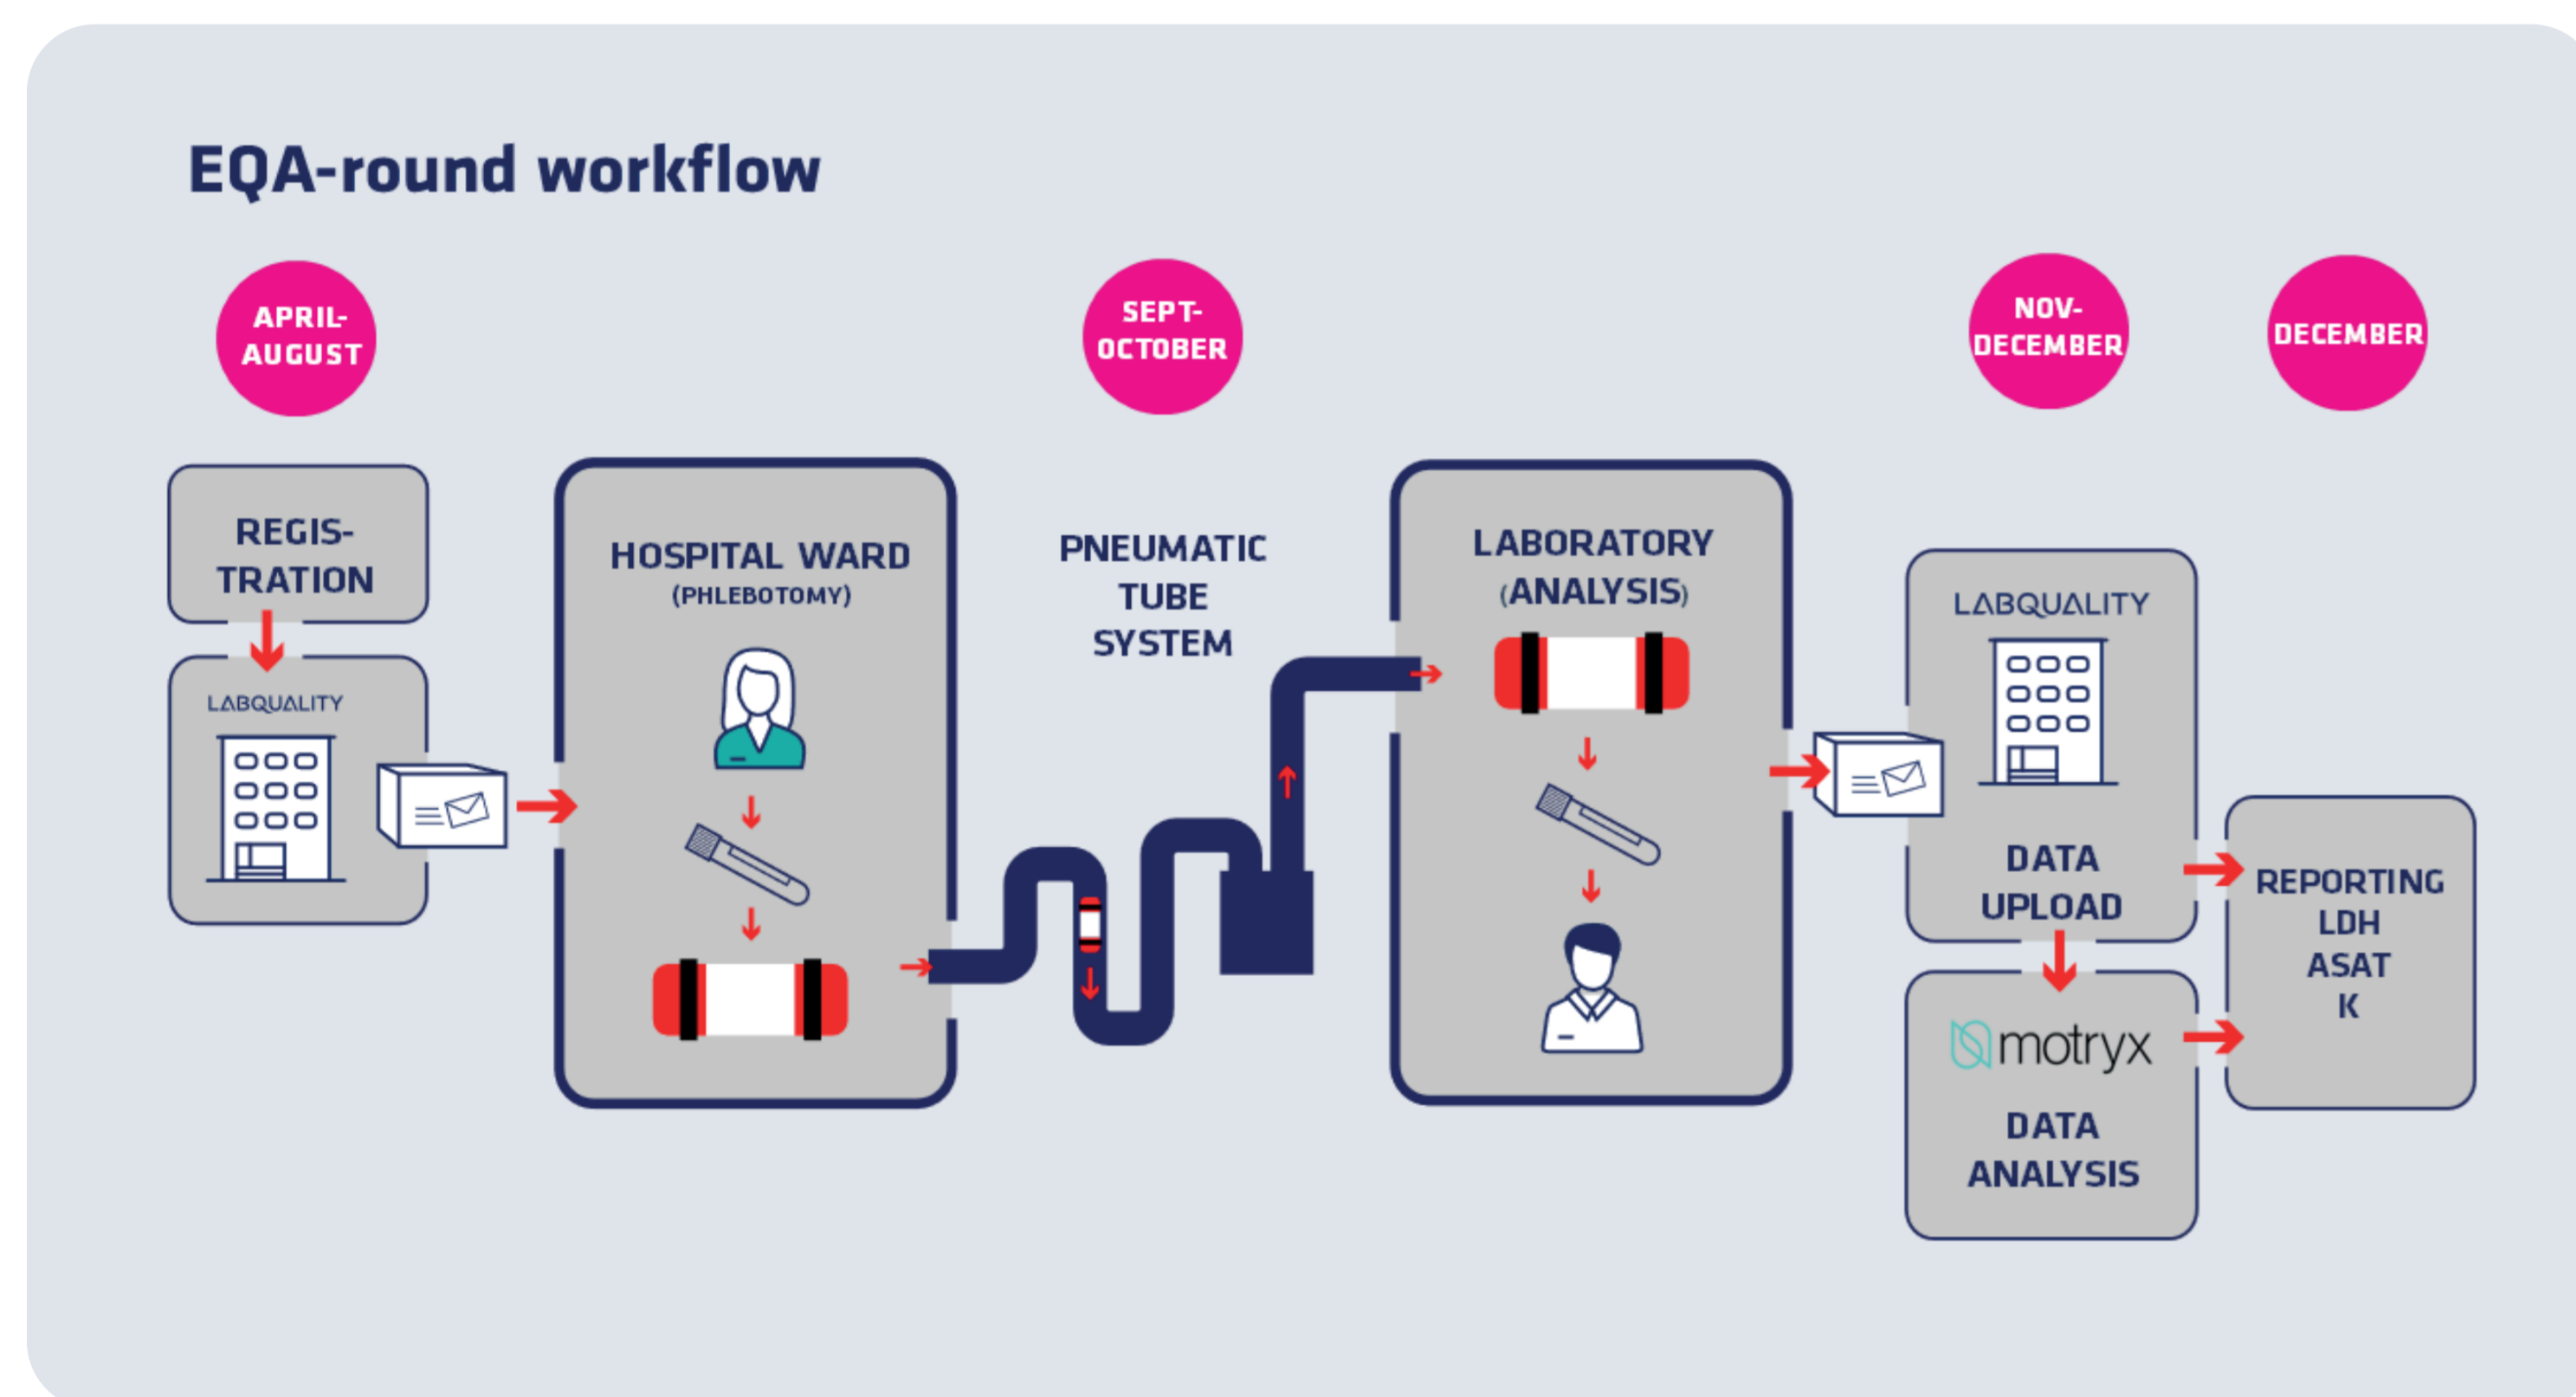 EQA-round workflow
APRIL-
AUGUST
SEPT-
OCTOBER
NOV-
DECEMBER
DECEMBER
REGIS-
TRATION
LABQUALITY
HOSPITAL WARD
(PHLEBOTOMY)
PNEUMATIC
TUBE
SYSTEM
LABORATORY
(ANALYSIS)
LABQUALITY
DATA
UPLOAD
motryx
DATA
ANALYSIS
REPORTING
LDH
ASAT
K